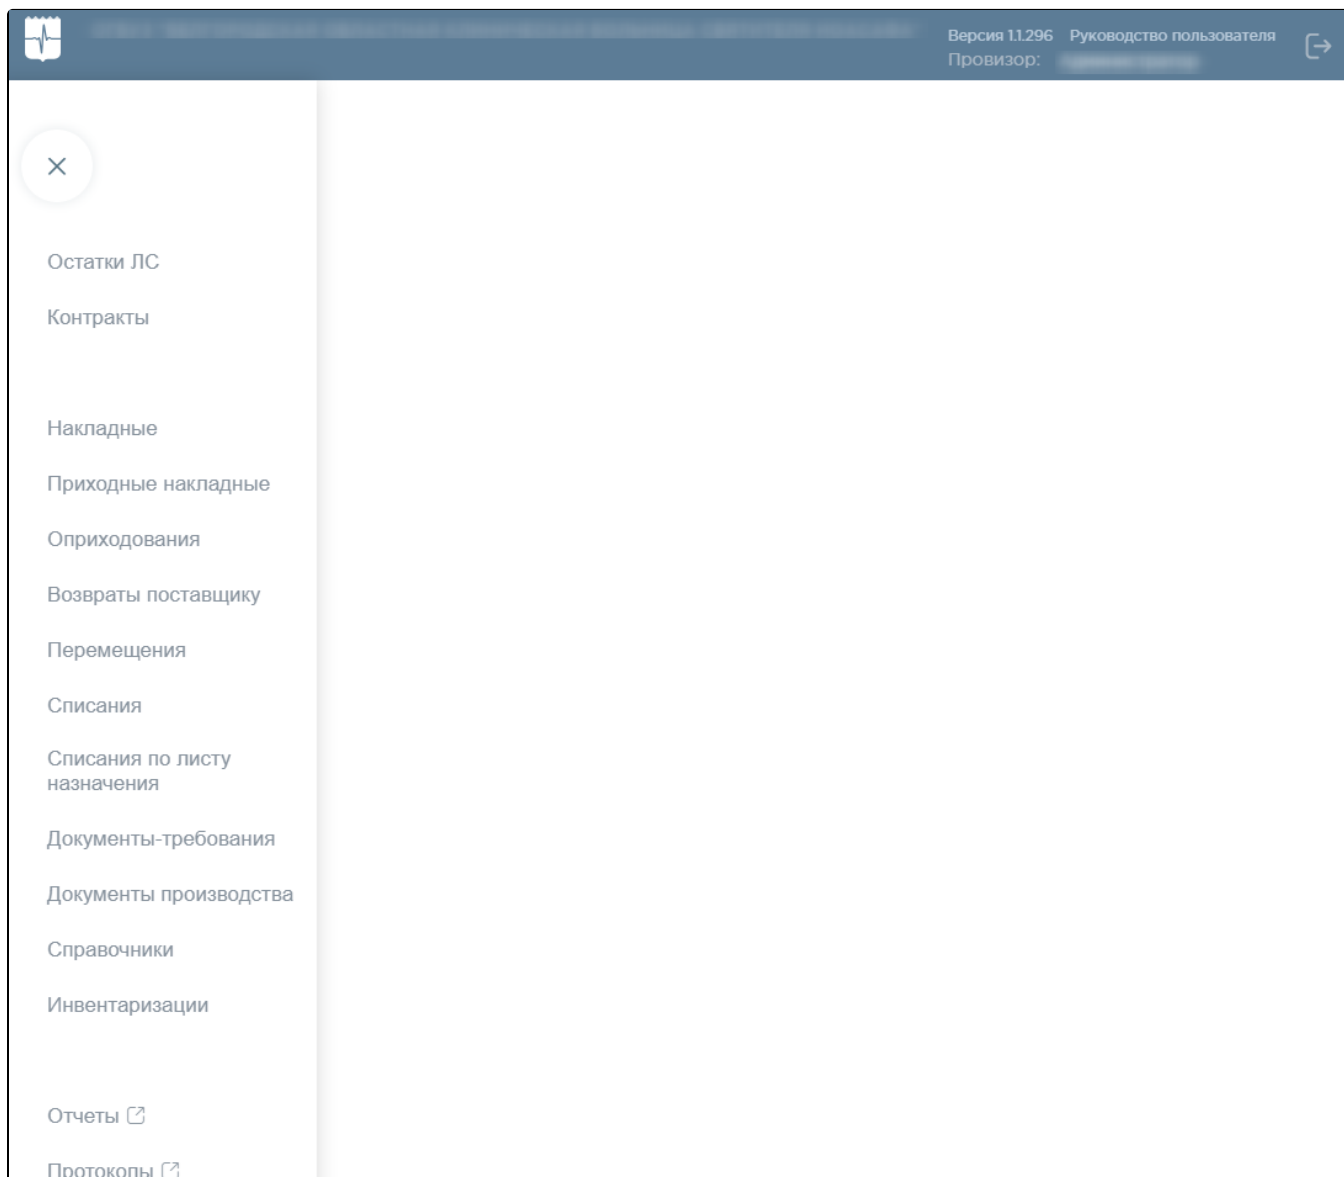 Версия 1.1.296 Руководство пользователя
Провизор:
Остатки ЛС
Контракты
Накладные
Приходные накладные
Оприходования
Возвраты поставщику
Перемещения
Списания
Списания по листу
назначения
Документы-требования
Документы производства
Справочники
Инвентаризации
Отчеты
Протоколы